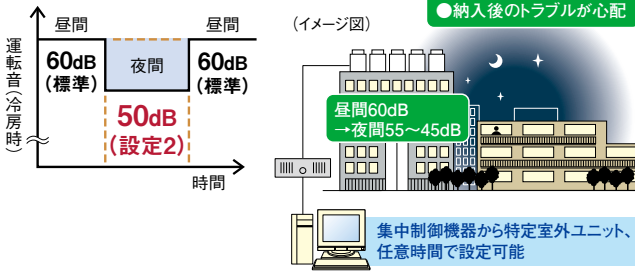 昼間
昼間
運転音(冷房時)
60dB
(標準)
夜間
60dB
(標準)
50dB
(設定2)
時間
●納入後のトラブルが心配
(イメージ図)
昼間60dB
→夜間55〜45dB
集中制御機器から特定室外ユニット、
任意時間で設定可能